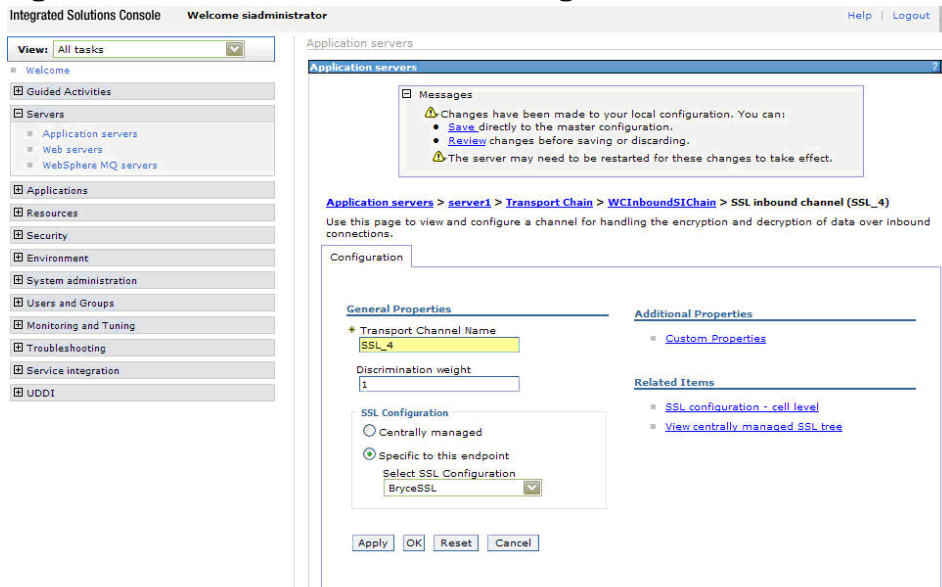 Integrated Solutions Console Welcome siadministrator Help | Logout
View: All tasks
Welcome
Guided Activities
Servers
Application servers
Web servers
WebSphere MQ servers
Applications
Resources
Security
Environment
System administration
Users and Groups
Monitoring and Tuning
Troubleshooting
Service integration
UDDI
Application servers
Application servers ?
Messages
Changes have been made to your local configuration. You can:
Save directly to the master configuration.
Review changes before saving or discarding.
The server may need to be restarted for these changes to take effect.
Application servers > server1 > Transport Chain > WCInboundSIChain > SSL inbound channel (SSL_4)
Use this page to view and configure a channel for handling the encryption and decryption of data over inbound
connections.
Configuration
General Properties
* Transport Channel Name
SSL_4
Discrimination weight
1
SSL Configuration
Centrally managed
Specific to this endpoint
Select SSL Configuration
BryceSSL
Apply OK Reset Cancel
Additional Properties
Custom Properties
Related Items
SSL configuration - cell level
View centrally managed SSL tree